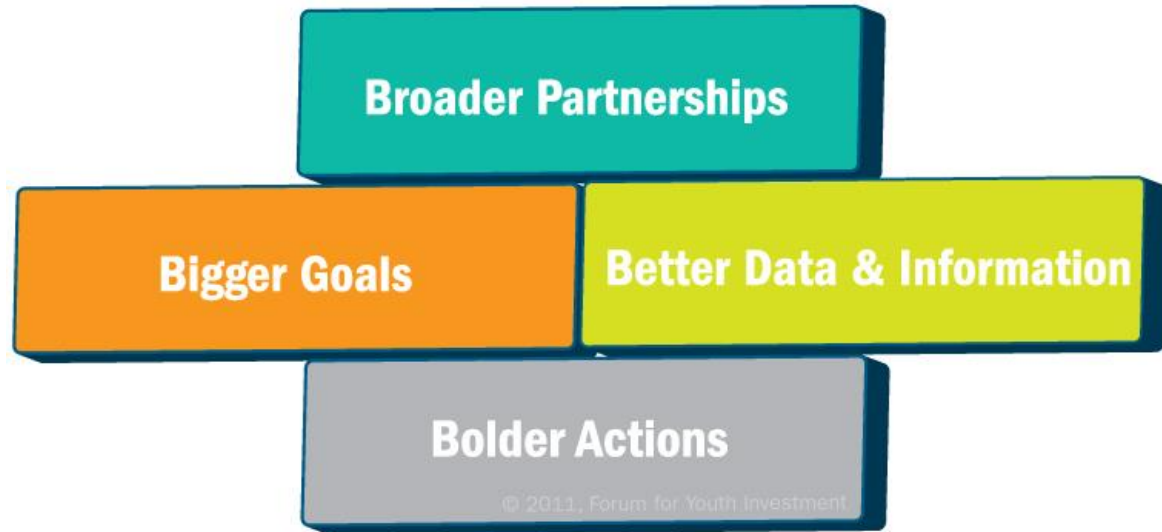 Broader Partnerships
Bigger Goals
Better Data & Information
Bolder Actions
© 2011, Forum for Youth Investment